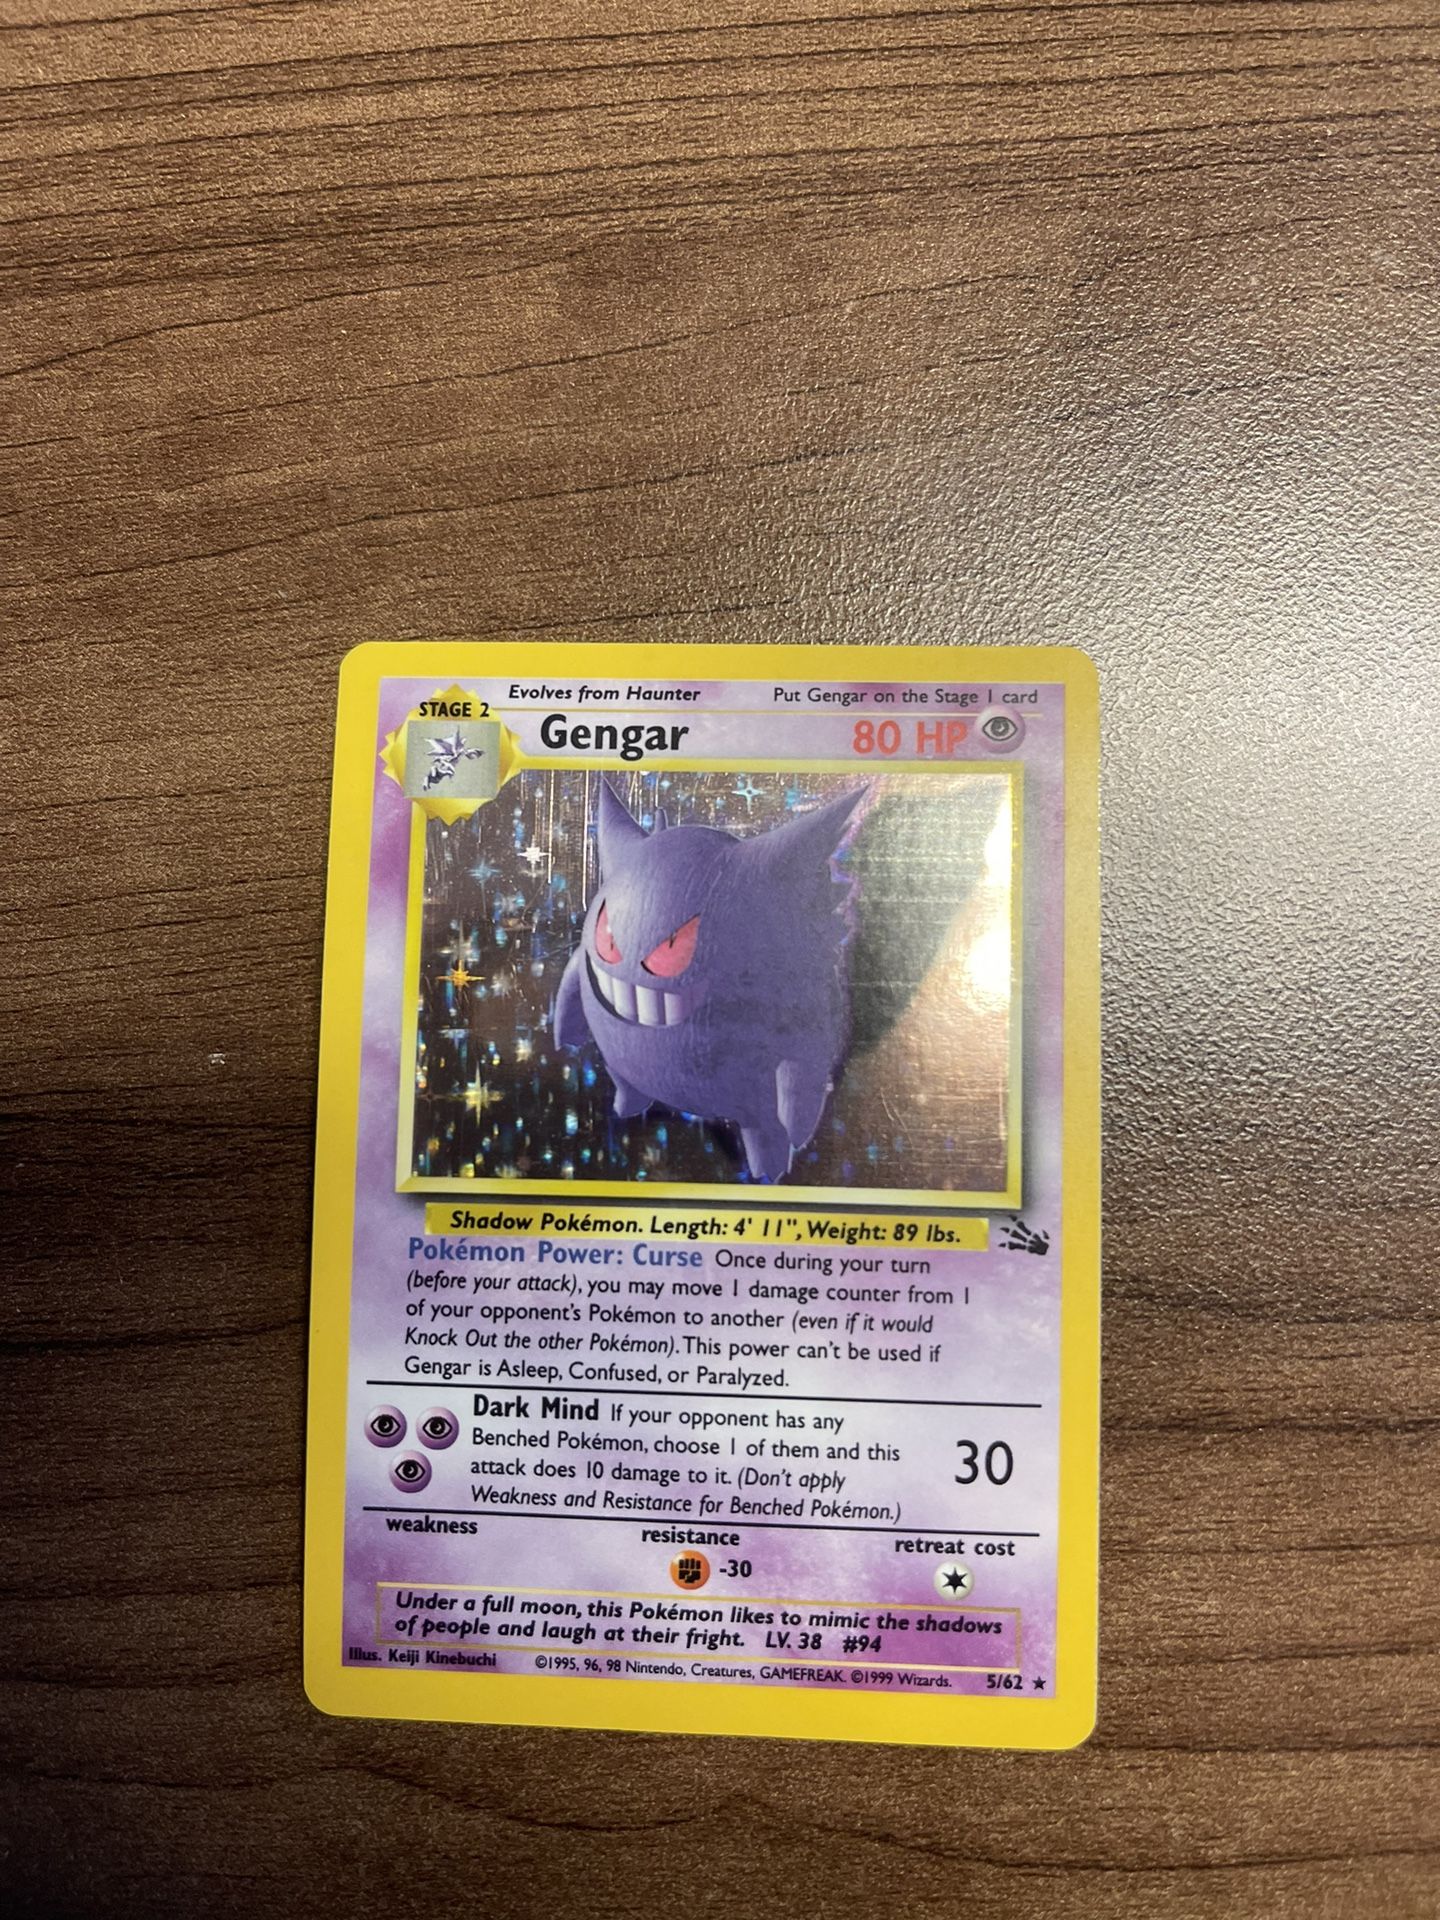 Evolves from Haunter
Put Gengar on the Stage 1 card
STAGE 2
Gengar
80 HP
Shadow Pokémon. Length: 4' 11", Weight: 89 lbs.
Pokémon Power: Curse Once during your turn
(before your attack), you may move 1 damage counter from 1
of your opponent's Pokémon to another (even if it would
Knock Out the other Pokémon). This power can't be used if
Gengar is Asleep, Confused, or Paralyzed.
Dark Mind If your opponent has any
Benched Pokémon, choose 1 of them and this
attack does 10 damage to it. (Don't apply
Weakness and Resistance for Benched Pokémon.)
30
weakness
resistance
-30
retreat cost
Under a full moon, this Pokémon likes to mimic the shadows
of people and laugh at their fright. LV. 38 #94
Illus. Keiji Kinebuchi
©1995, 96, 98 Nintendo, Creatures, GAMEFREAK. ©1999 Wizards.
5/62 ★